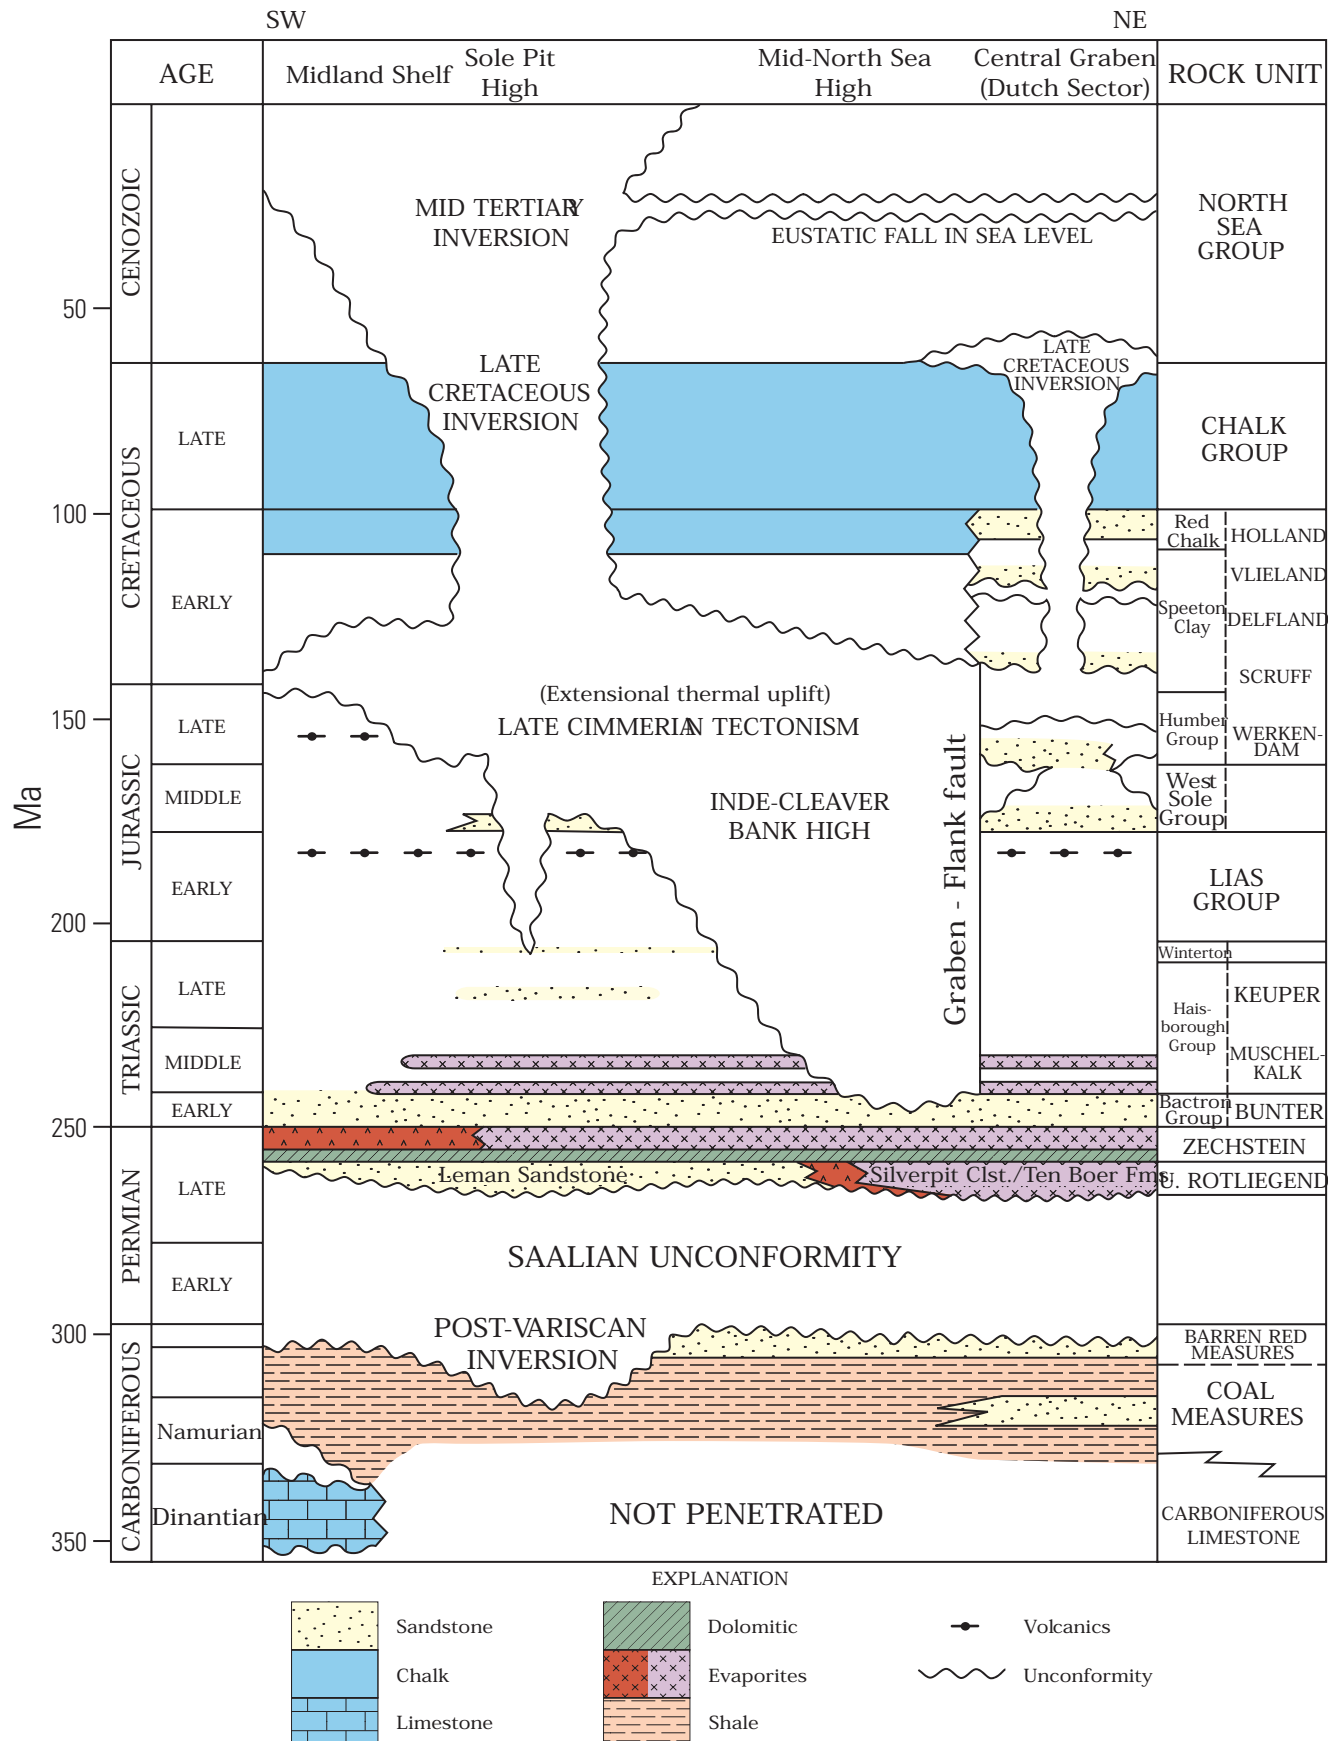 SW
NE
AGE
Midland Shelf
Sole Pit
High
Mid-North Sea
High
Central Graben
(Dutch Sector)
ROCK UNIT
CENOZOIC
MID TERTIARY
INVERSION
EUSTATIC FALL IN SEA LEVEL
NORTH
SEA
GROUP
50
LATE
CRETACEOUS
INVERSION
LATE
CRETACEOUS
INVERSION
CRETACEOUS
LATE
CHALK
GROUP
100
Red
Chalk
HOLLAND
VLIELAND
EARLY
Speeton
Clay
DELFLAND
SCRUFF
(Extensional thermal uplift)
LATE CIMMERIAN TECTONISM
150
JURASSIC
LATE
Humber
Group
WERKEN-
DAM
MIDDLE
INDE-CLEAVER
BANK HIGH
West
Sole
Group
Ma
Graben - Flank fault
EARLY
LIAS
GROUP
200
Winterton
TRIASSIC
LATE
KEUPER
Hais-
borough
Group
MIDDLE
MUSCHEL-
KALK
EARLY
Bactron
Group
BUNTER
250
ZECHSTEIN
PERMIAN
LATE
Leman Sandstone
Silverpit Clst./Ten Boer Fms
U. ROTLIEGEND
SAALIAN UNCONFORMITY
EARLY
300
POST-VARISCAN
INVERSION
BARREN RED
MEASURES
CARBONIFEROUS
COAL
MEASURES
Namurian
Dinantian
NOT PENETRATED
CARBONIFEROUS
LIMESTONE
350
EXPLANATION
Sandstone
Dolomitic
Volcanics
Chalk
Evaporites
Unconformity
Limestone
Shale